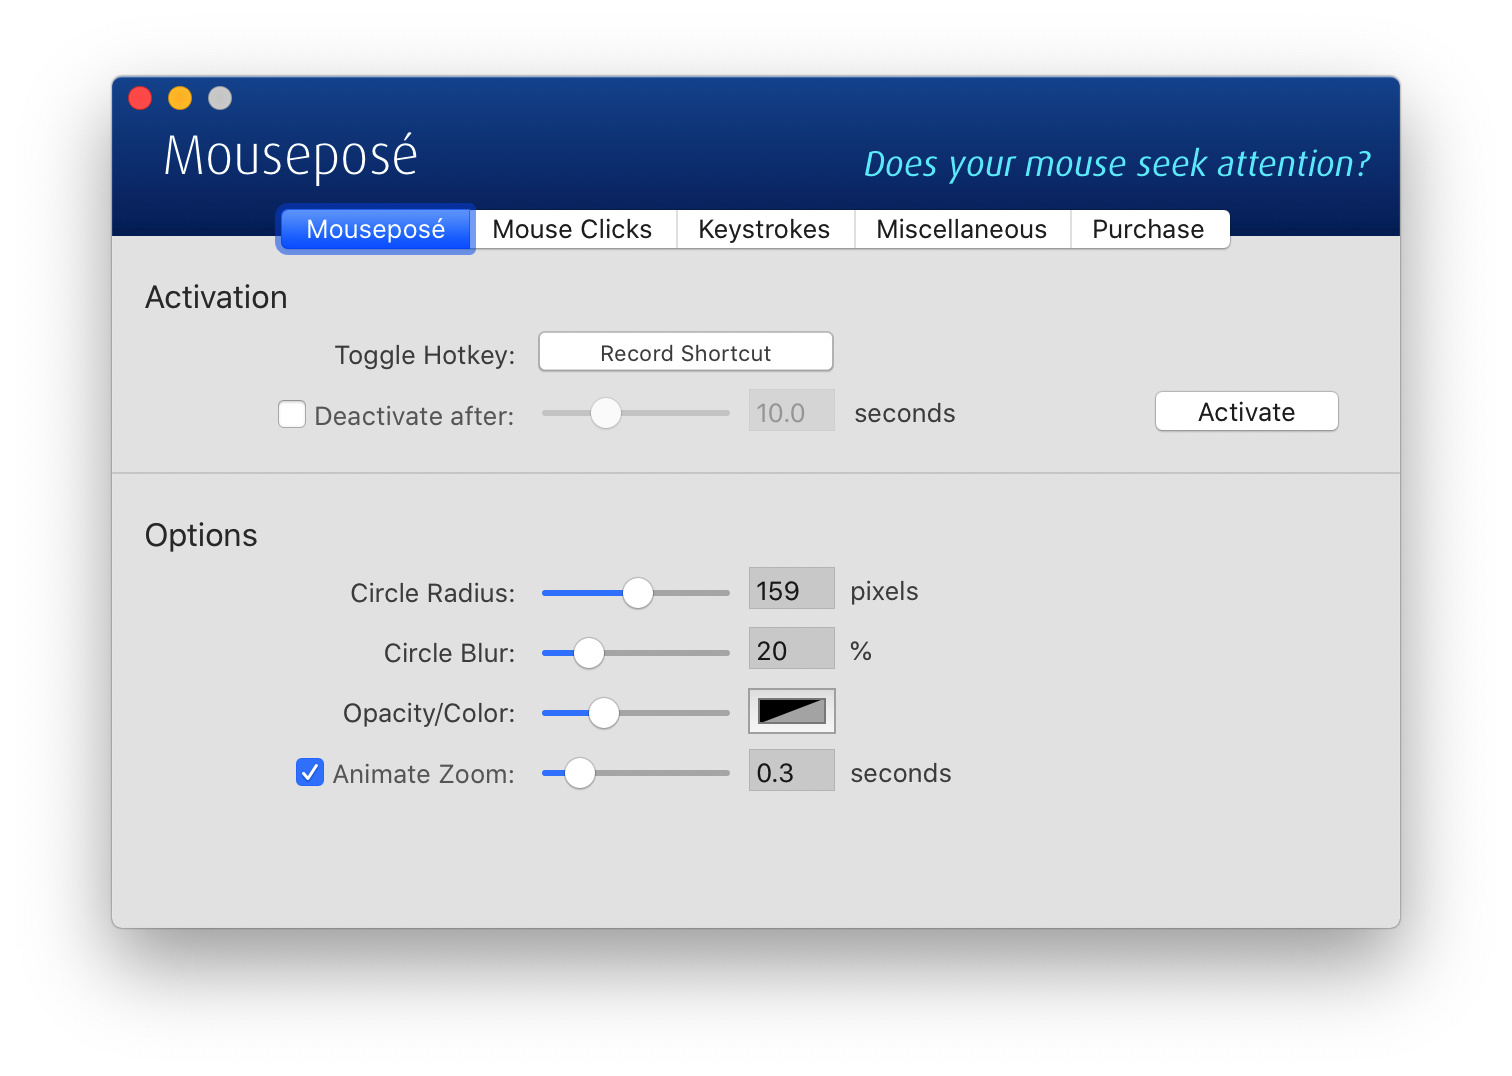 Mouseposé
Does your mouse seek attention?
Mouseposé Mouse Clicks Keystrokes Miscellaneous Purchase
Activation
Toggle Hotkey: Record Shortcut
Deactivate after: 10.0 seconds Activate
Options
Circle Radius: 159 pixels
Circle Blur: 20 %
Opacity/Color:
Animate Zoom: 0.3 seconds